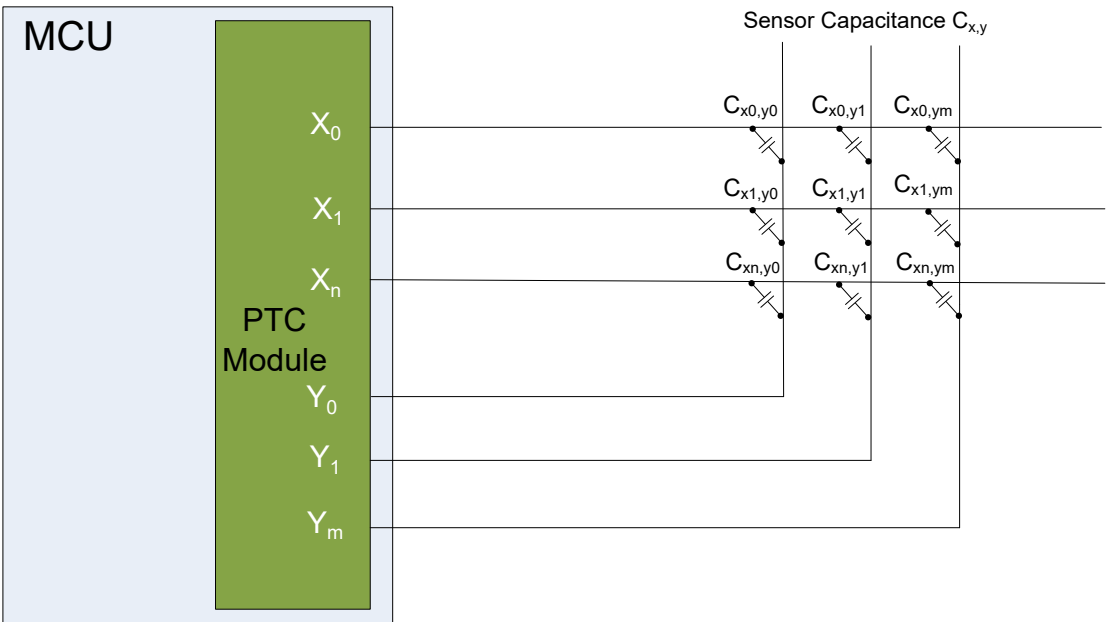 MCU
Sensor Capacitance Cx,y
X0
Cx0,y0 Cx0,y1 Cx0,ym
X1
Cx1,y0 Cx1,y1 Cx1,ym
Xn
Cxn,y0 Cxn,y1 Cxn,ym
PTC
Module
Y0
Y1
Ym